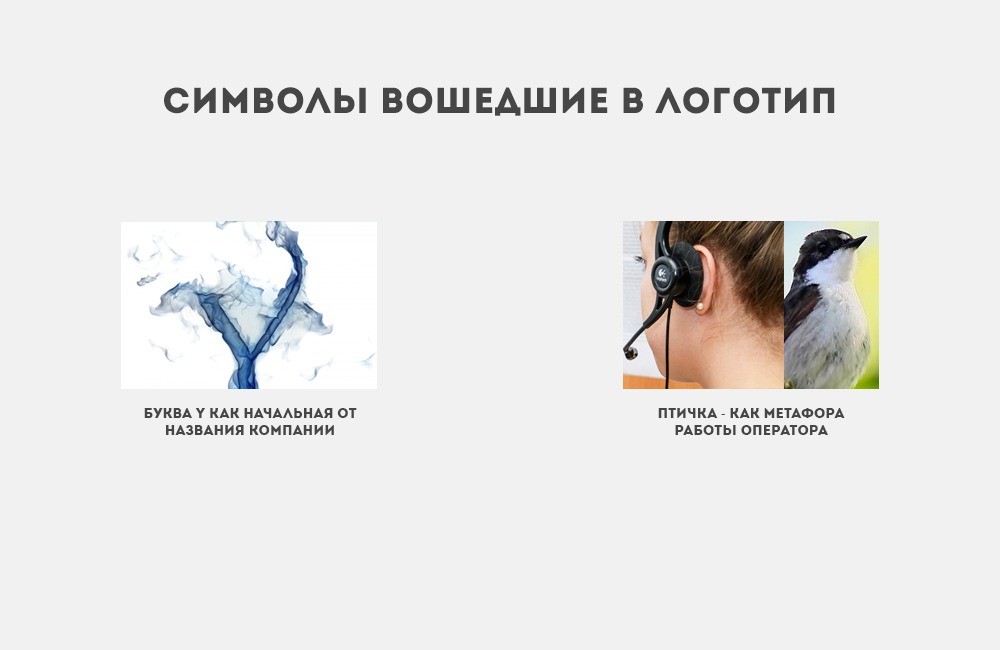 СИМВОЛЫ ВОШЕДШИЕ В ЛОГОТИП
БУКВА Y КАК НАЧАЛЬНАЯ ОТ
НАЗВАНИЯ КОМПАНИИ
ПТИЧКА - КАК МЕТАФОРА
РАБОТЫ ОПЕРАТОРА